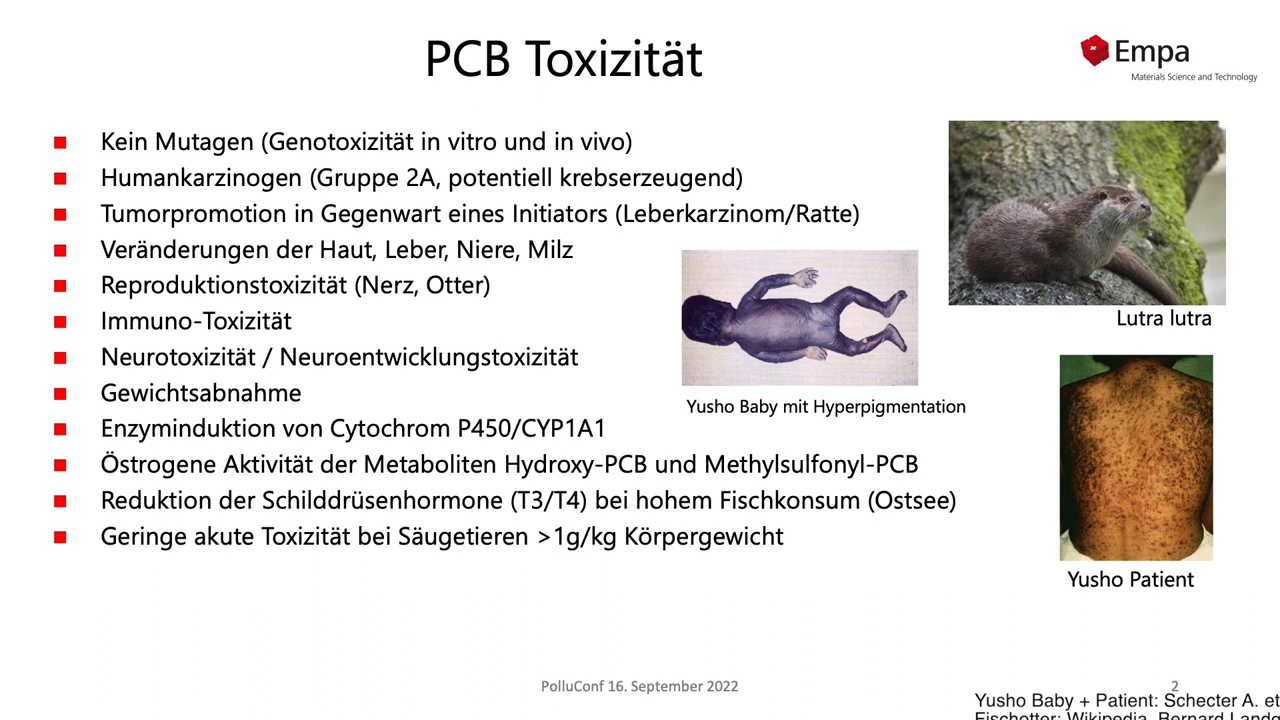 PCB Toxizität
Empa
Materials Science and Technology
Kein Mutagen (Genotoxizität in vitro und in vivo)
Humankarzinogen (Gruppe 2A, potentiell krebserzeugend)
Tumorpromotion in Gegenwart eines Initiators (Leberkarzinom/Ratte)
Veränderungen der Haut, Leber, Niere, Milz
Reproduktionstoxizität (Nerz, Otter)
Immuno-Toxizität
Neurotoxizität / Neuroentwicklungstoxizität
Gewichtsabnahme
Enzyminduktion von Cytochrom P450/CYP1A1
Östrogene Aktivität der Metaboliten Hydroxy-PCB und Methylsulfonyl-PCB
Reduktion der Schilddrüsenhormone (T3/T4) bei hohem Fischkonsum (Ostsee)
Geringe akute Toxizität bei Säugetieren >1g/kg Körpergewicht
Lutra lutra
Yusho Baby mit Hyperpigmentation
Yusho Patient
PolluConf 16. September 2022
2
Yusho Baby + Patient: Schecter A. et
Fischotter: Wikipedia, Bernard Lande